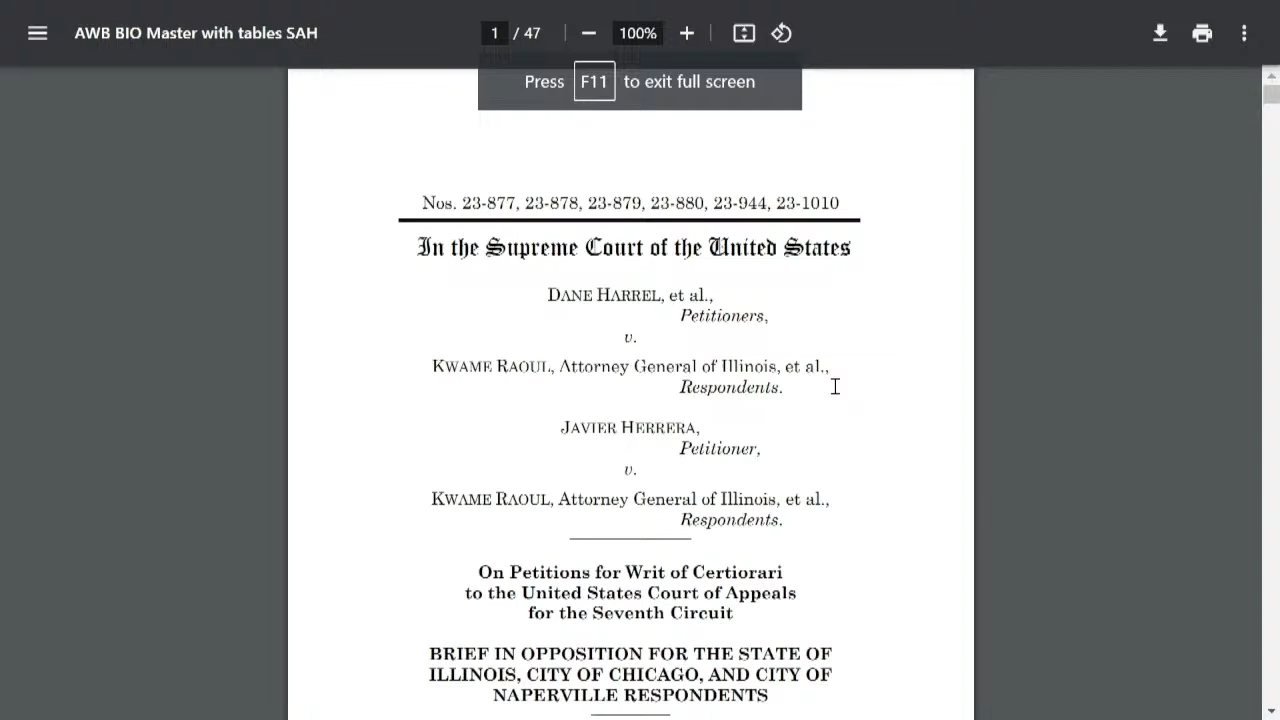 AWB BIO Master with tables SAH
1 / 47
100%
Press F11 to exit full screen
Nos. 23-877, 23-878, 23-879, 23-880, 23-944, 23-1010
In the Supreme Court of the United States
DANE HARREL, et al.,
Petitioners,
v.
KWAME RAOUL, Attorney General of Illinois, et al.,
Respondents.
JAVIER HERRERA,
Petitioner,
v.
KWAME RAOUL, Attorney General of Illinois, et al.,
Respondents.
On Petitions for Writ of Certiorari
to the United States Court of Appeals
for the Seventh Circuit
BRIEF IN OPPOSITION FOR THE STATE OF
ILLINOIS, CITY OF CHICAGO, AND CITY OF
NAPERVILLE RESPONDENTS